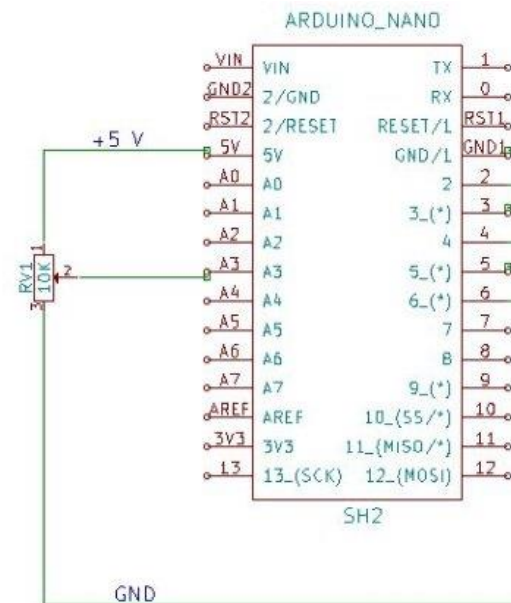 ARDUINO_NANO
VIN VIN TX 1
GND2 2/GND RX 0
RST2 2/RESET RESET/1 RST1
+5 V 5V 5V GND/1 GND1
A0 A0 2 2
A1 A1 3_(*) 3
A2 A2 4 4
A3 A3 5_(*) 5
A4 A4 6_(*) 6
A5 A5 7 7
A6 A6 8 8
A7 A7 9_(*) 9
AREF AREF 10_(SS/*) 10
3V3 3V3 11_(MISO/*) 11
13 13_(SCK) 12_(MOSI) 12
SH2
1
RV1 10K 2
3
GND